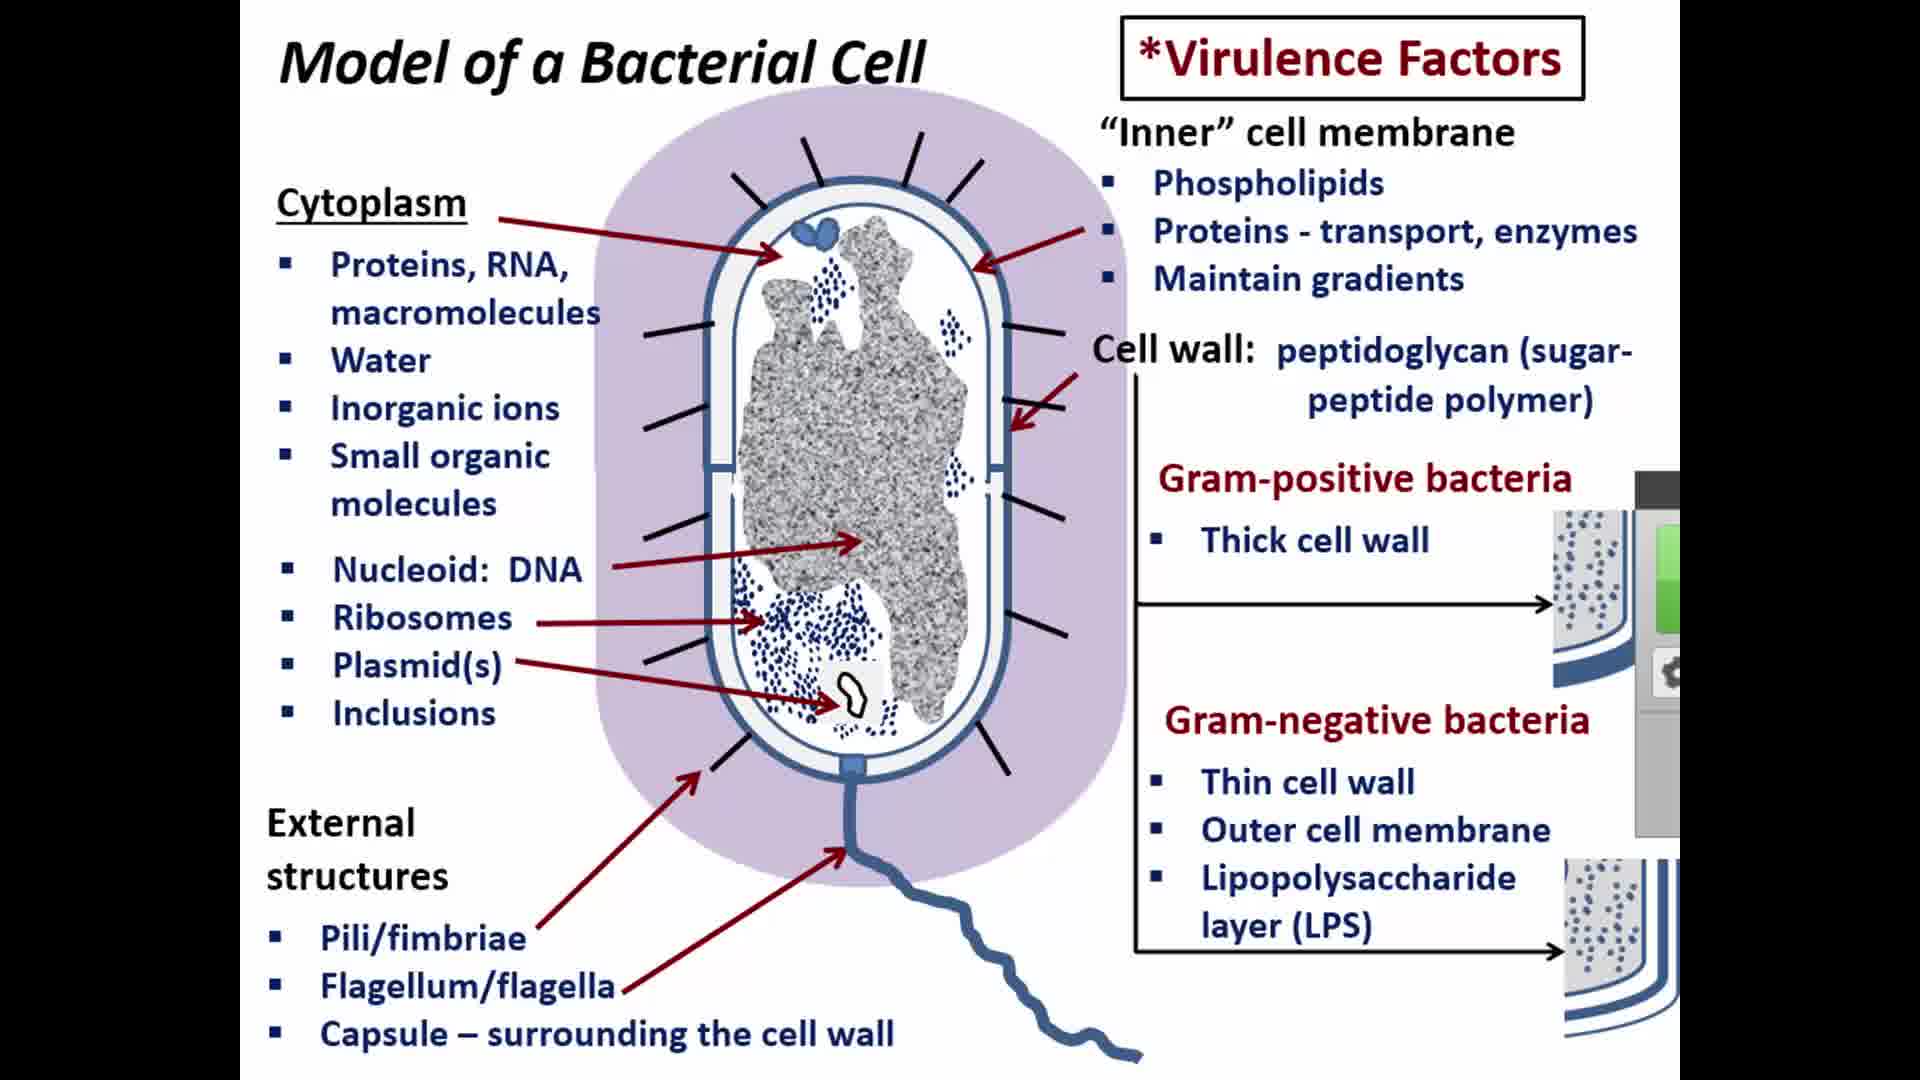 Model of a Bacterial Cell
*Virulence Factors
Cytoplasm
Proteins, RNA,
macromolecules
Water
Inorganic ions
Small organic
molecules
Nucleoid: DNA
Ribosomes
Plasmid(s)
Inclusions
External
structures
Pili/fimbriae
Flagellum/flagella
Capsule – surrounding the cell wall
“Inner” cell membrane
Phospholipids
Proteins - transport, enzymes
Maintain gradients
Cell wall: peptidoglycan (sugar-
peptide polymer)
Gram-positive bacteria
Thick cell wall
Gram-negative bacteria
Thin cell wall
Outer cell membrane
Lipopolysaccharide
layer (LPS)